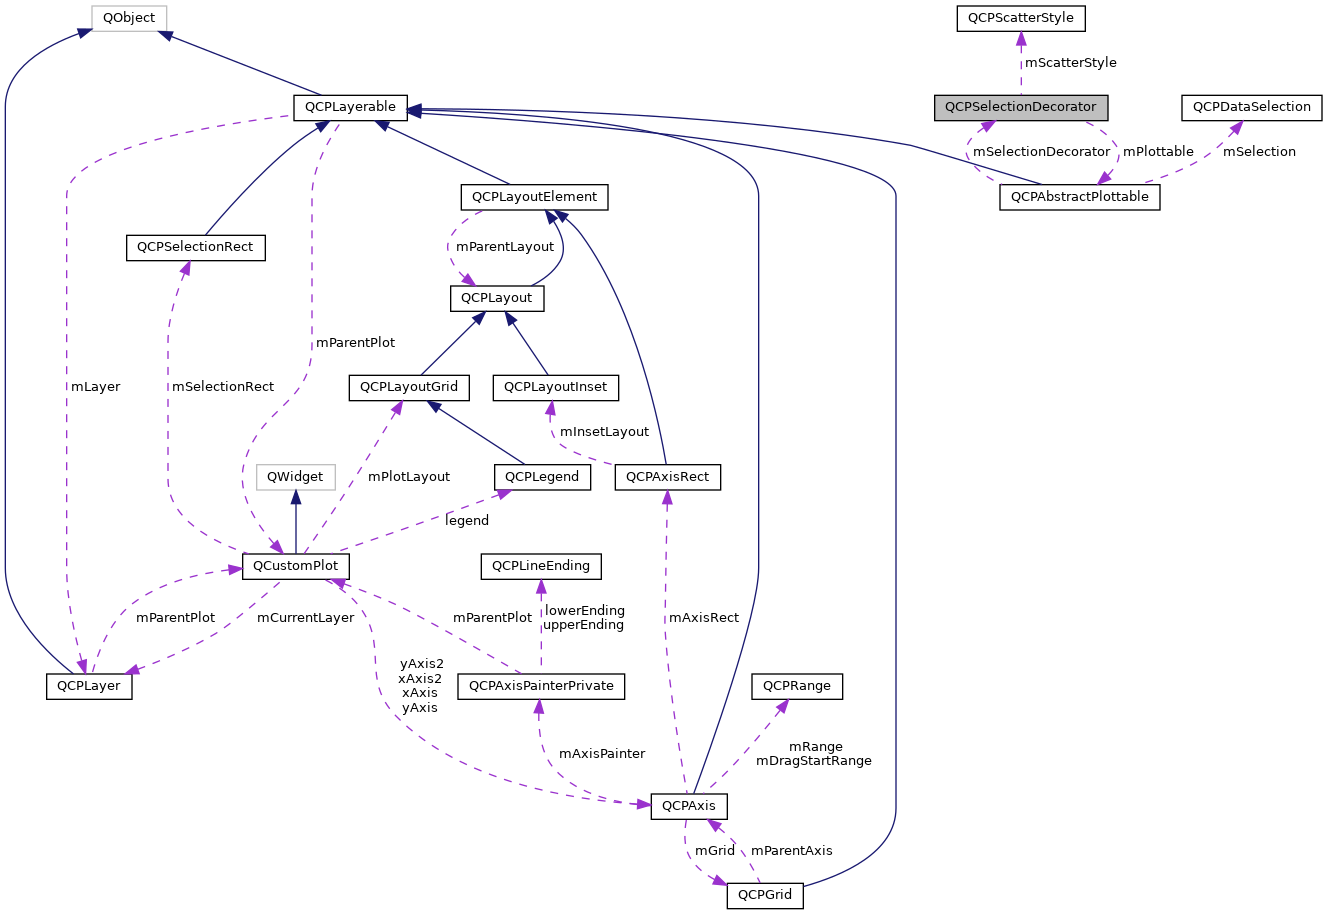 QObject
QCPScatterStyle
mScatterStyle
QCPLayerable
QCPSelectionDecorator
QCPDataSelection
mSelectionDecorator
mPlottable
mSelection
QCPLayoutElement
QCPAbstractPlottable
QCPSelectionRect
mParentLayout
QCPLayout
mParentPlot
mLayer
mSelectionRect
QCPLayoutGrid
QCPLayoutInset
mInsetLayout
QWidget
mPlotLayout
QCPLegend
QCPAxisRect
legend
QCustomPlot
QCPLineEnding
mParentPlot
mCurrentLayer
mParentPlot
lowerEnding
upperEnding
mAxisRect
yAxis2
xAxis2
xAxis
yAxis
QCPLayer
QCPAxisPainterPrivate
QCPRange
mAxisPainter
mRange
mDragStartRange
QCPAxis
mGrid
mParentAxis
QCPGrid